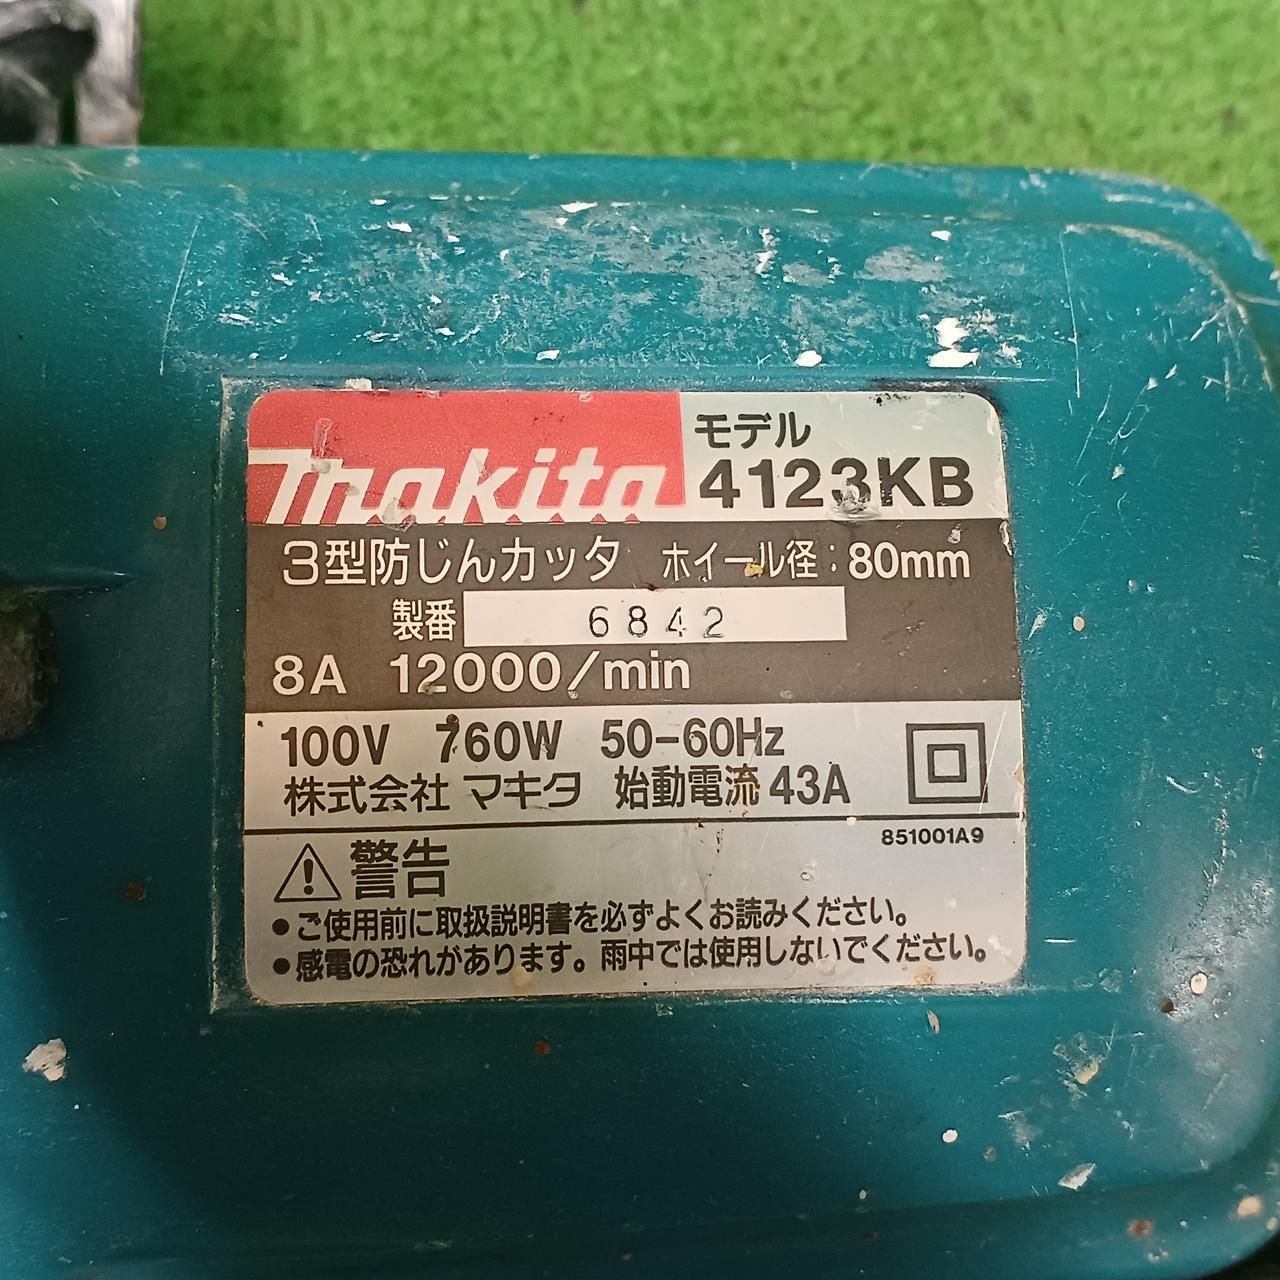 makita
モデル
4123KB
3型防じんカッタ ホイール径：80mm
製番 6842
8A 12000/min
100V 760W 50-60Hz
株式会社 マキタ 始動電流 43A
851001A9
警告
●ご使用前に取扱説明書を必ずよくお読みください。
●感電の恐れがあります。雨中では使用しないでください。